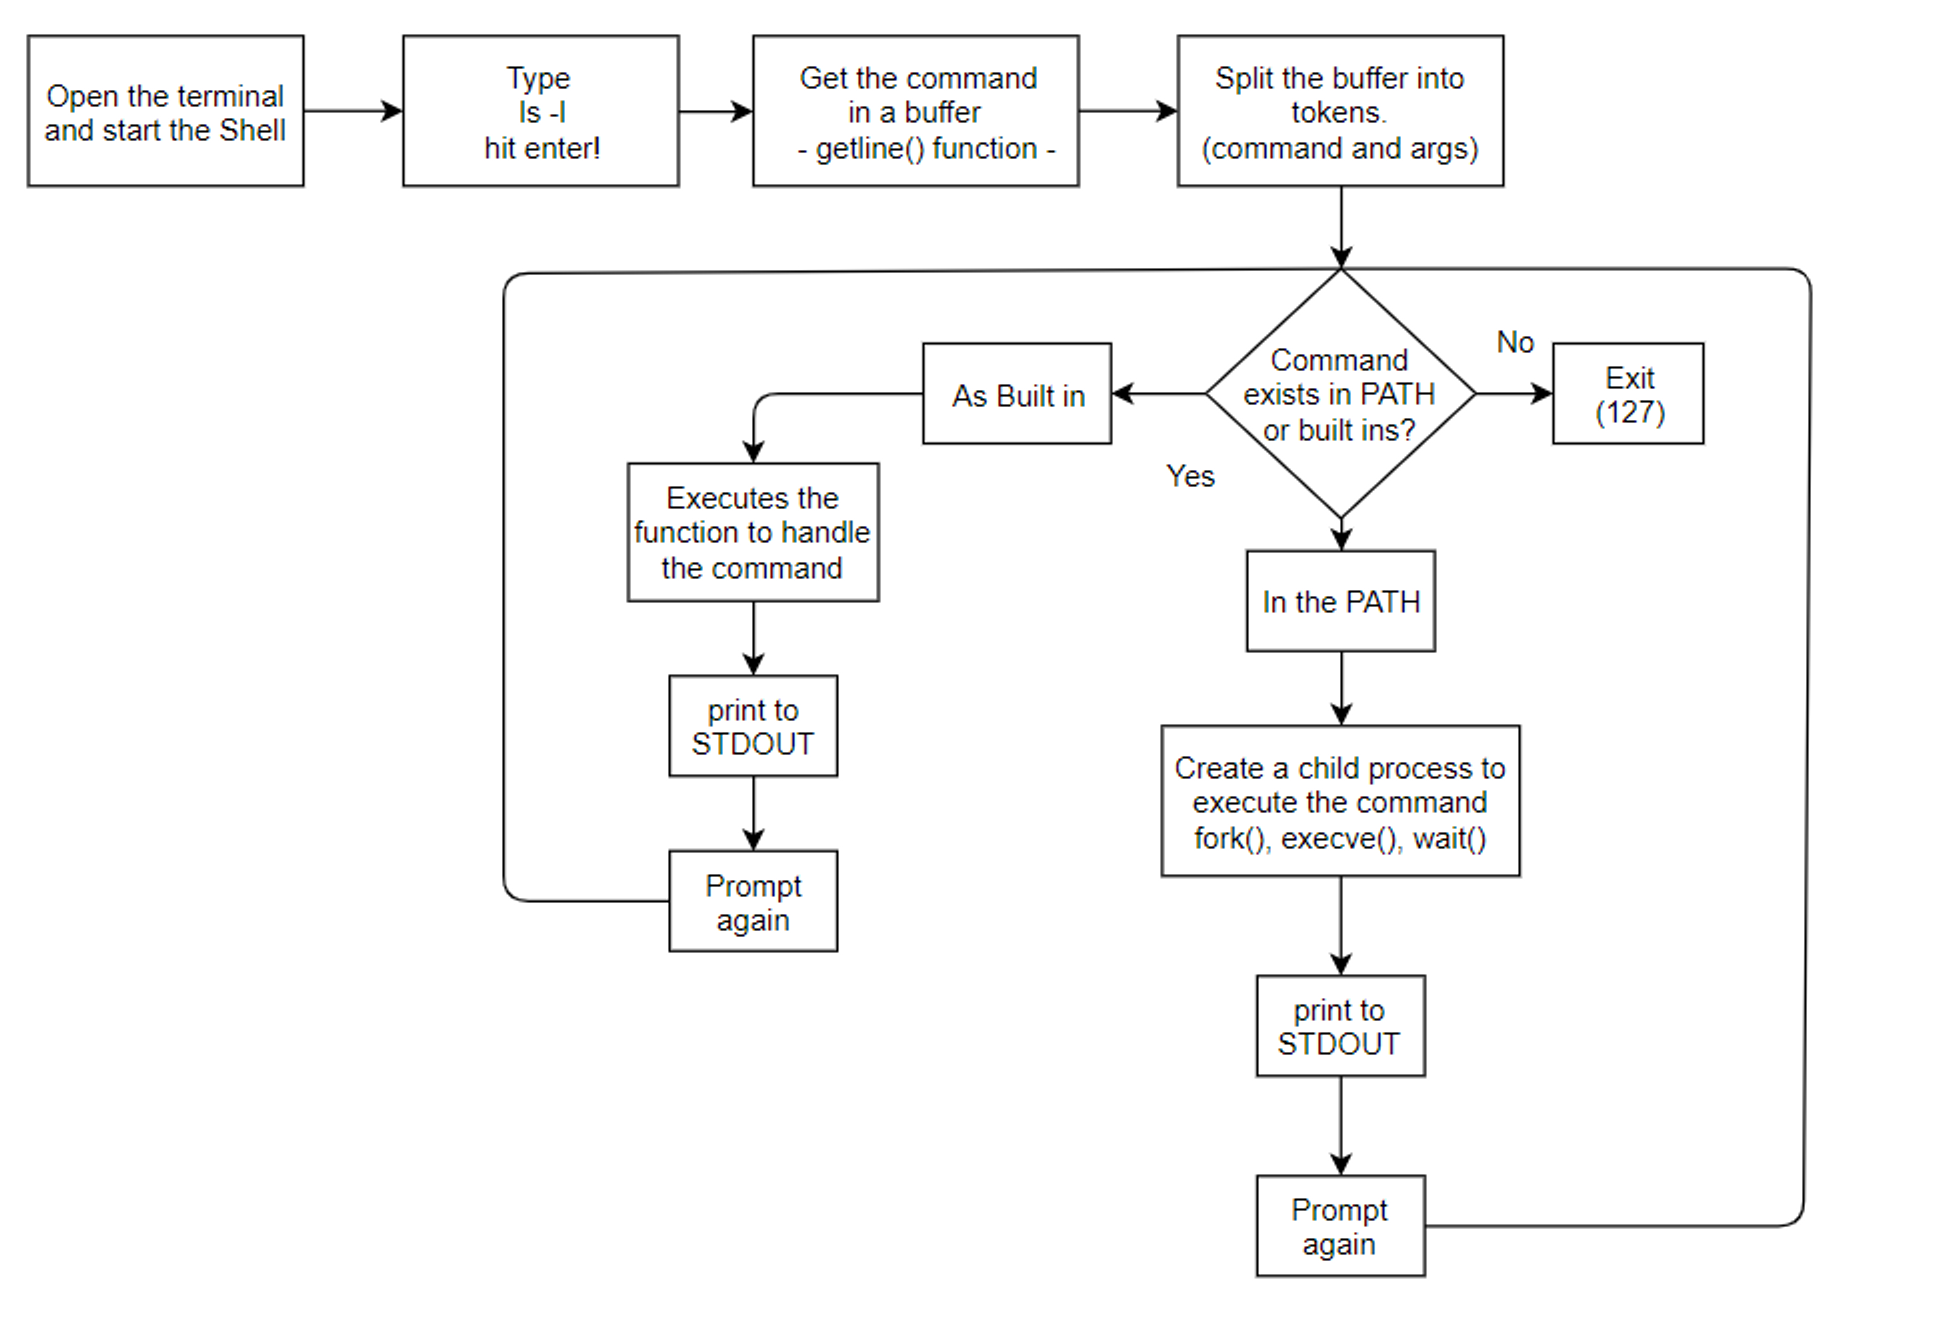 Open the terminal
and start the Shell
Type
ls -l
hit enter!
Get the command
in a buffer
- getline() function -
Split the buffer into
tokens.
(command and args)
Command
exists in PATH
or built ins?
No
Exit
(127)
As Built in
Yes
Executes the
function to handle
the command
In the PATH
print to
STDOUT
Create a child process to
execute the command
fork(), execve(), wait()
Prompt
again
print to
STDOUT
Prompt
again